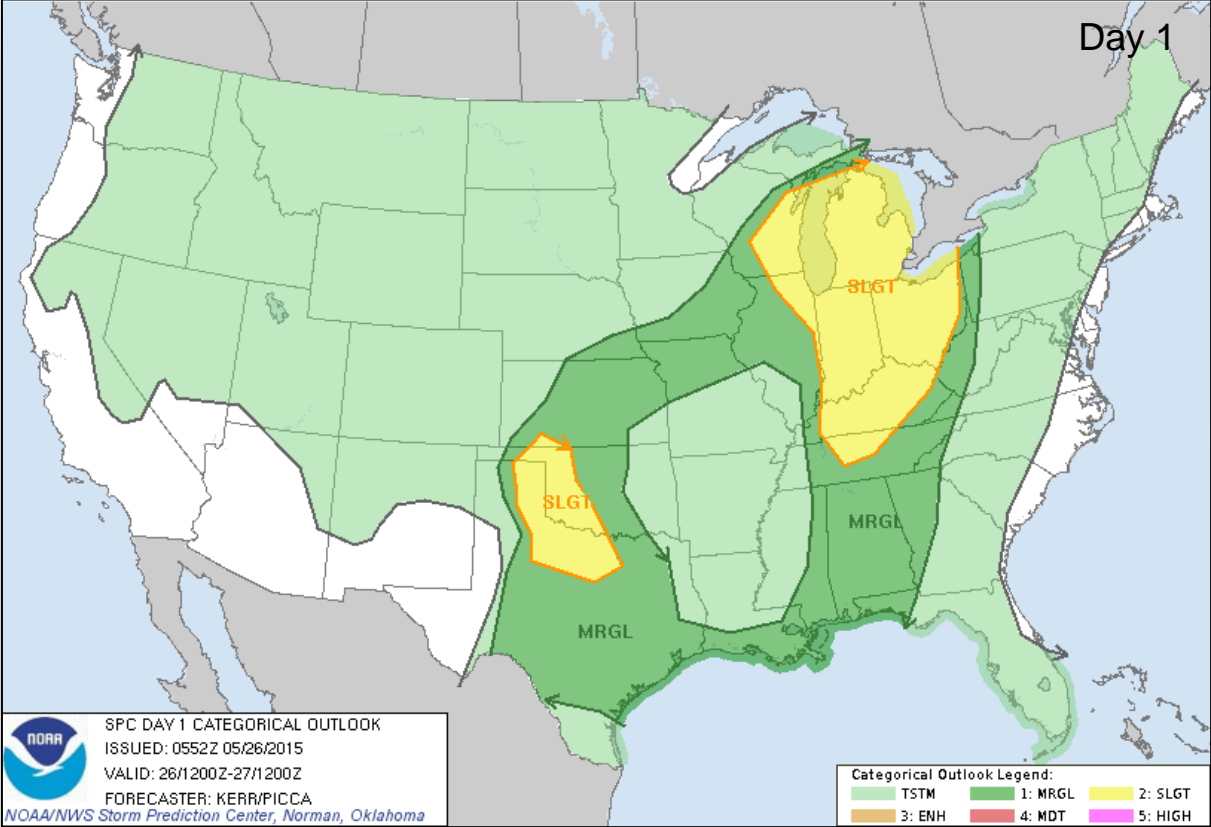 Day 1
SLGT
SLGT
MRGL
MRGL
SPC DAY 1 CATEGORICAL OUTLOOK
ISSUED: 0552Z 05/26/2015
VALID: 26/1200Z-27/1200Z
FORECASTER: KERR/PICCA
NOAA/NWS Storm Prediction Center, Norman, Oklahoma
NOAA
Categorical Outlook Legend:
TSTM 1: MRGL 2: SLGT
3: ENH 4: MDT 5: HIGH